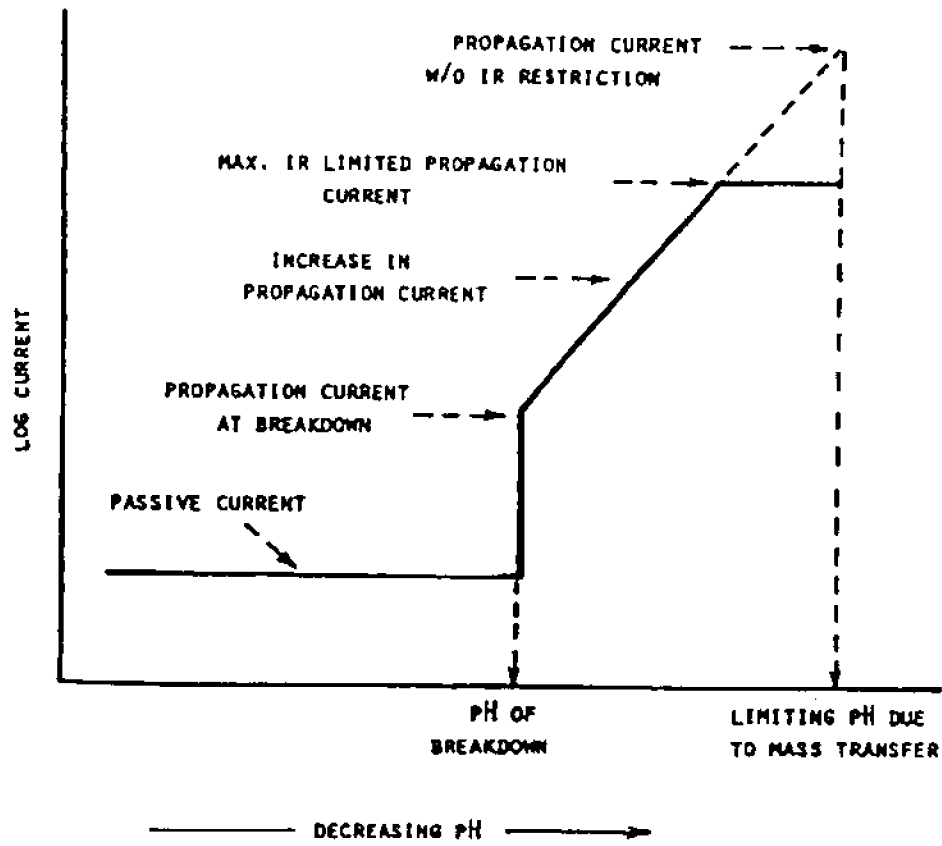 PROPAGATION CURRENT
W/O IR RESTRICTION
MAX. IR LIMITED PROPAGATION
CURRENT
INCREASE IN
PROPAGATION CURRENT
LOG CURRENT
PROPAGATION CURRENT
AT BREAKDOWN
PASSIVE CURRENT
PH OF
BREAKDOWN
LIMITING PH DUE
TO MASS TRANSFER
DECREASING PH